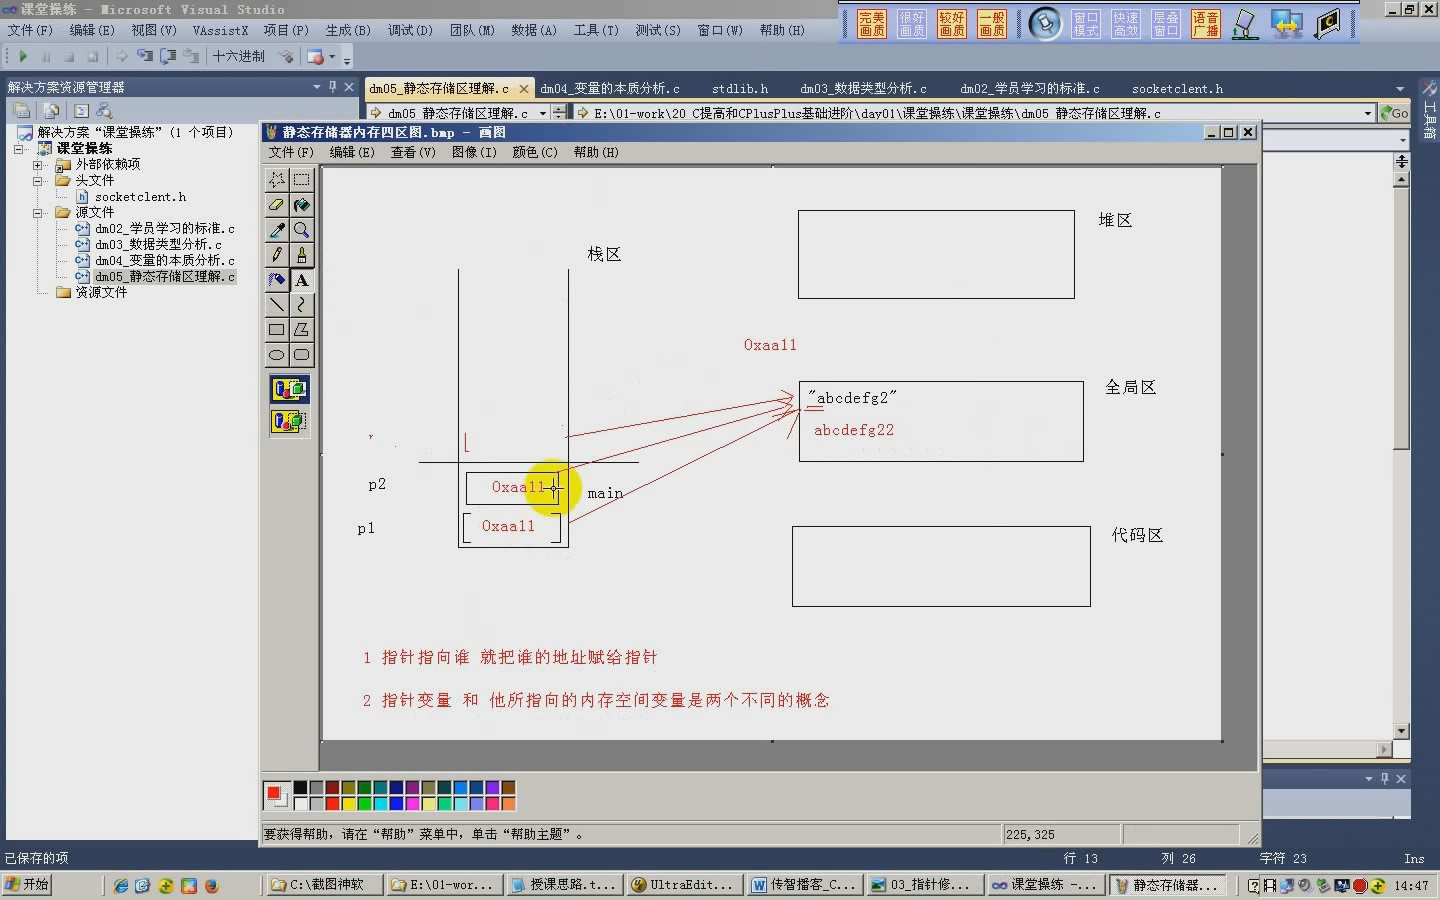 课堂操练 - Microsoft Visual Studio
文件(F) 编辑(E) 视图(V) VAssistX 项目(P) 生成(B) 调试(D) 团队(M) 数据(A) 工具(T) 测试(S) 窗口(W) 帮助(H)
完美画质 很好画质 较好画质 一般画质 窗口模式 快速高效 层叠窗口 语音广播
十六进制
解决方案资源管理器
dm05_静态存储区理解.c dm04_变量的本质分析.c stdlib.h dm03_数据类型分析.c dm02_学员学习的标准.c socketclent.h
dm05 静态存储区理解.c E:\01-work\20 C提高和CPlusPlus基础进阶\day01\课堂操练\课堂操练\dm05 静态存储区理解.c Go
工具箱
解决方案“课堂操练”(1 个项目)
课堂操练
外部依赖项
头文件
socketclent.h
源文件
dm02_学员学习的标准.c
dm03_数据类型分析.c
dm04_变量的本质分析.c
dm05_静态存储区理解.c
资源文件
静态存储器内存四区图.bmp - 画图
文件(F) 编辑(E) 查看(V) 图像(I) 颜色(C) 帮助(H)
A
栈区
堆区
0xaa11
全局区
"abcdefg2"
abcdefg22
p2
0xaa11
main
p1
0xaa11
代码区
1 指针指向谁 就把谁的地址赋给指针
2 指针变量 和 他所指向的内存空间变量是两个不同的概念
要获得帮助，请在“帮助”菜单中，单击“帮助主题”。
225,325
已保存的项
行 13 列 26 字符 23 Ins
开始 C:\截图神软 E:\01-wor... 授课思路.t... UltraEdit... 传智播客_C... 03_指针修... 课堂操练 -... 静态存储器... 14:47